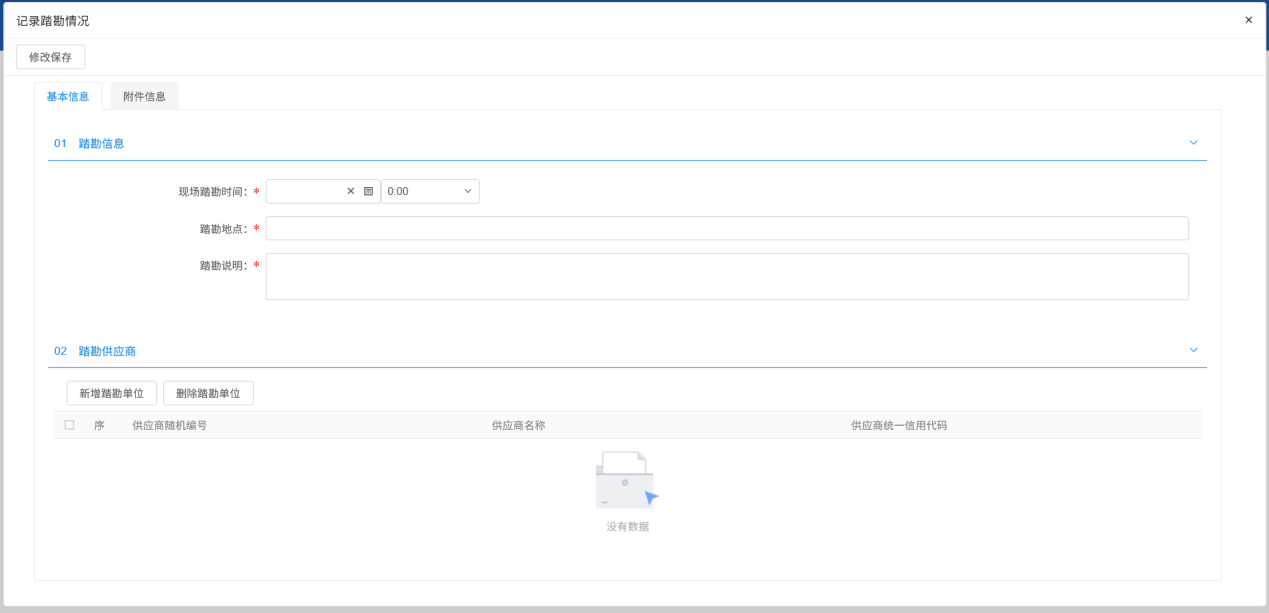 记录踏勘情况
修改保存
基本信息 附件信息
01 踏勘信息
现场踏勘时间：* 0:00
踏勘地点：*
踏勘说明：*
02 踏勘供应商
新增踏勘单位 删除踏勘单位
序 供应商随机编号 供应商名称 供应商统一信用代码
没有数据